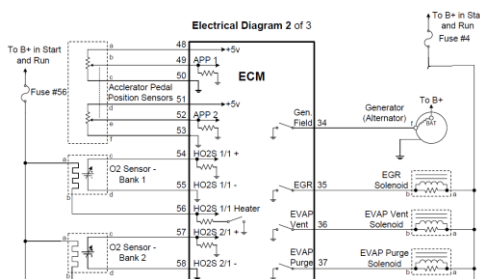 Electrical Diagram 2 of 3
To B+ in Start
and Run
Fuse #56
To B+ in Start
and Run
Fuse #4
ECM
a
b
c
48
+5v
49
APP 1
50
Acclerator Pedal
Position Sensors
d
e
f
51
+5v
52
APP 2
53
Gen.
Field
34
Generator
(Alternator)
To B+
f
BAT
a
c
O2 Sensor -
Bank 1
b
d
54
HO2S 1/1 +
55
HO2S 1/1 -
56
HO2S 1/1 Heater
EGR
35
EGR
Solenoid
b
a
EVAP
Vent
36
EVAP Vent
Solenoid
b
a
a
c
O2 Sensor -
Bank 2
b
d
57
HO2S 2/1 +
58
HO2S 2/1 -
EVAP
Purge
37
EVAP Purge
Solenoid
b
a